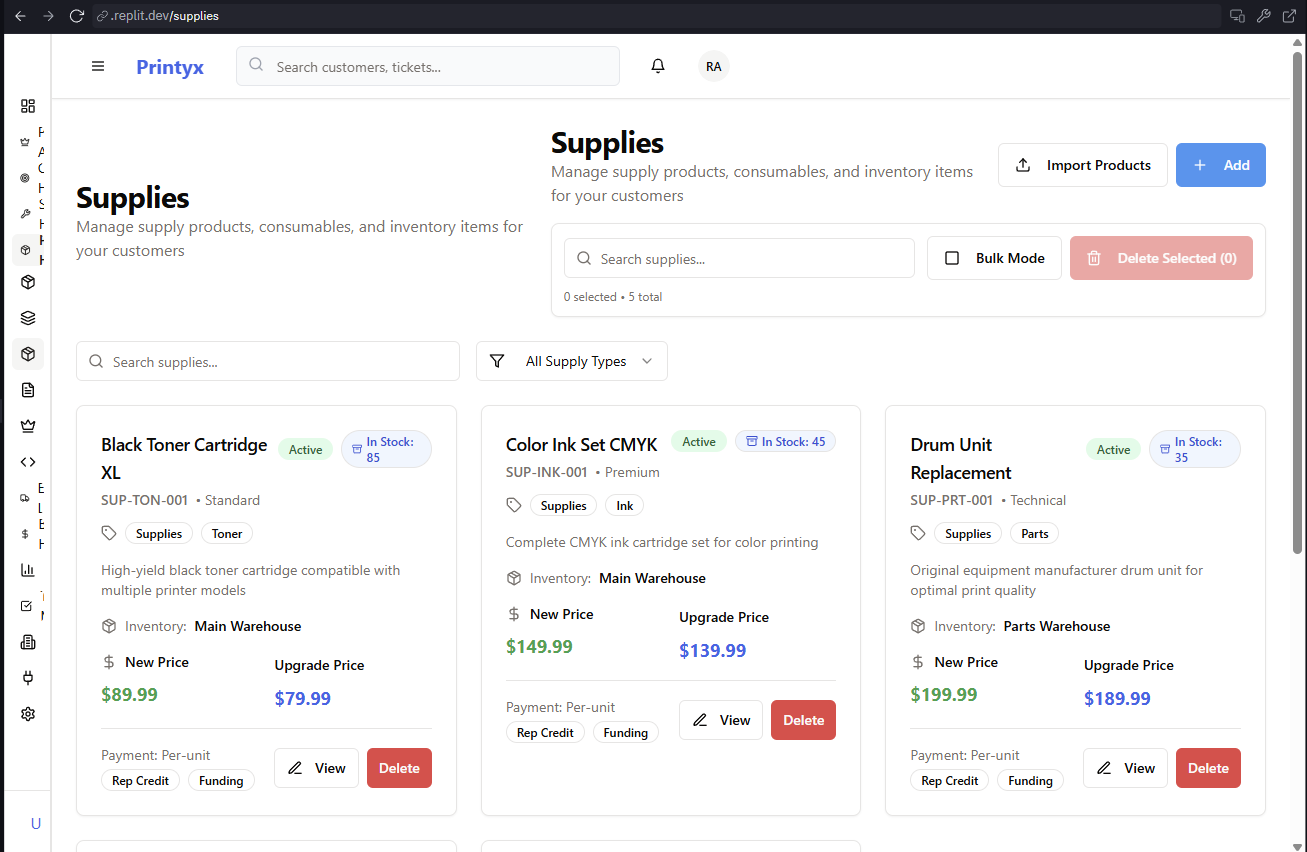 .replit.dev/supplies
Printyx
Search customers, tickets...
RA
Supplies
Manage supply products, consumables, and inventory items for
your customers
Supplies
Manage supply products, consumables, and inventory items
for your customers
Import Products
Add
Search supplies...
Bulk Mode
Delete Selected (0)
0 selected • 5 total
Search supplies...
All Supply Types
Black Toner Cartridge
XL
Active
In Stock:
85
SUP-TON-001 • Standard
Supplies
Toner
High-yield black toner cartridge compatible with
multiple printer models
Inventory: Main Warehouse
New Price
$89.99
Upgrade Price
$79.99
Payment: Per-unit
Rep Credit
Funding
View
Delete
Color Ink Set CMYK
Active
In Stock: 45
SUP-INK-001 • Premium
Supplies
Ink
Complete CMYK ink cartridge set for color printing
Inventory: Main Warehouse
New Price
$149.99
Upgrade Price
$139.99
Payment: Per-unit
Rep Credit
Funding
View
Delete
Drum Unit
Replacement
Active
In Stock:
35
SUP-PRT-001 • Technical
Supplies
Parts
Original equipment manufacturer drum unit for
optimal print quality
Inventory: Parts Warehouse
New Price
$199.99
Upgrade Price
$189.99
Payment: Per-unit
Rep Credit
Funding
View
Delete
U